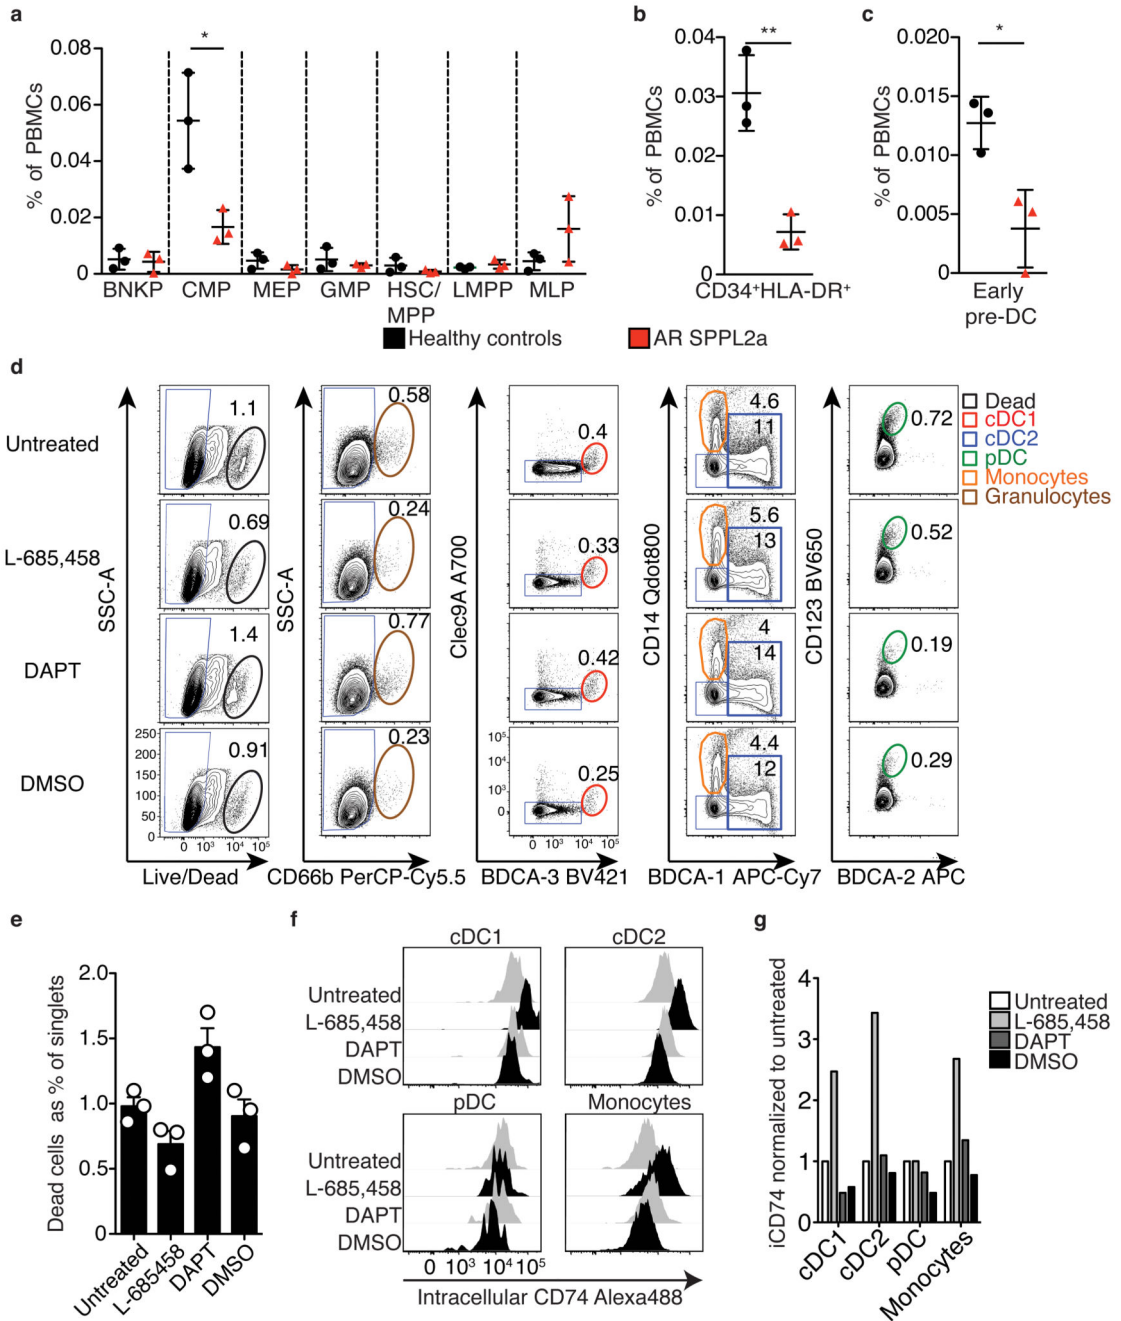 a
% of PBMCs
0.08
0.06
0.04
0.02
0
*
BNKP CMP MEP GMP HSC/ LMPP MLP
MPP
b
% of PBMCs
0.04
0.03
0.02
0.01
0
**
CD34⁺HLA-DR⁺
c
% of PBMCs
0.020
0.015
0.010
0.005
0.000
*
Early
pre-DC
Healthy controls AR SPPL2a
d
Untreated
1.1
0.58
0.4
4.6
11
0.72
L-685,458
0.69
0.24
0.33
5.6
13
0.52
DAPT
1.4
0.77
0.42
4
14
0.19
DMSO
0.91
0.23
0.25
4.4
12
0.29
250
200
150
100
50
0
0 10³ 10⁴ 10⁵
10⁵
10⁴
10³
0
0 10³ 10⁴ 10⁵
SSC-A
SSC-A
Clec9A A700
CD14 Qdot800
CD123 BV650
Live/Dead
CD66b PerCP-Cy5.5
BDCA-3 BV421
BDCA-1 APC-Cy7
BDCA-2 APC
Dead
cDC1
cDC2
pDC
Monocytes
Granulocytes
e
Dead cells as % of singlets
2.0
1.5
1.0
0.5
0
Untreated
L-685458
DAPT
DMSO
f
cDC1
cDC2
Untreated
L-685,458
DAPT
DMSO
pDC
Monocytes
Untreated
L-685,458
DAPT
DMSO
0 10³ 10⁴ 10⁵
Intracellular CD74 Alexa488
g
iCD74 normalized to untreated
4
3
2
1
0
cDC1
cDC2
pDC
Monocytes
Untreated
L-685,458
DAPT
DMSO